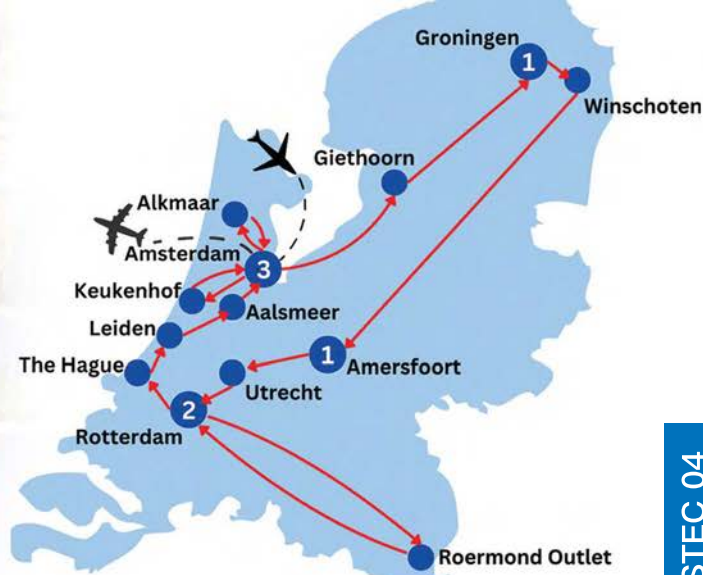 Groningen
1
Winschoten
Giethoorn
Alkmaar
Amsterdam
3
Keukenhof
Aalsmeer
Leiden
The Hague
1
Amersfoort
Utrecht
2
Rotterdam
Roermond Outlet
STEC 04